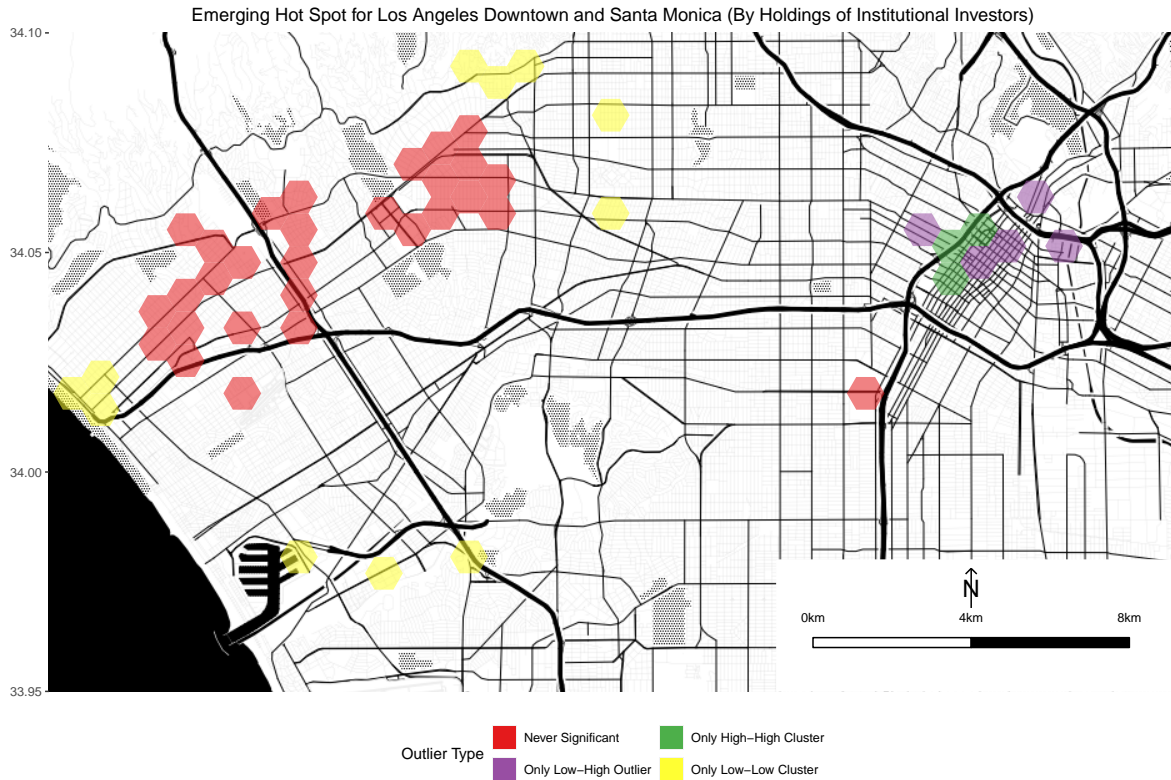 Emerging Hot Spot for Los Angeles Downtown and Santa Monica (By Holdings of Institutional Investors)
34.10
34.05
34.00
33.95
N
0km 4km 8km
Outlier Type
Never Significant
Only High−High Cluster
Only Low−High Outlier
Only Low−Low Cluster